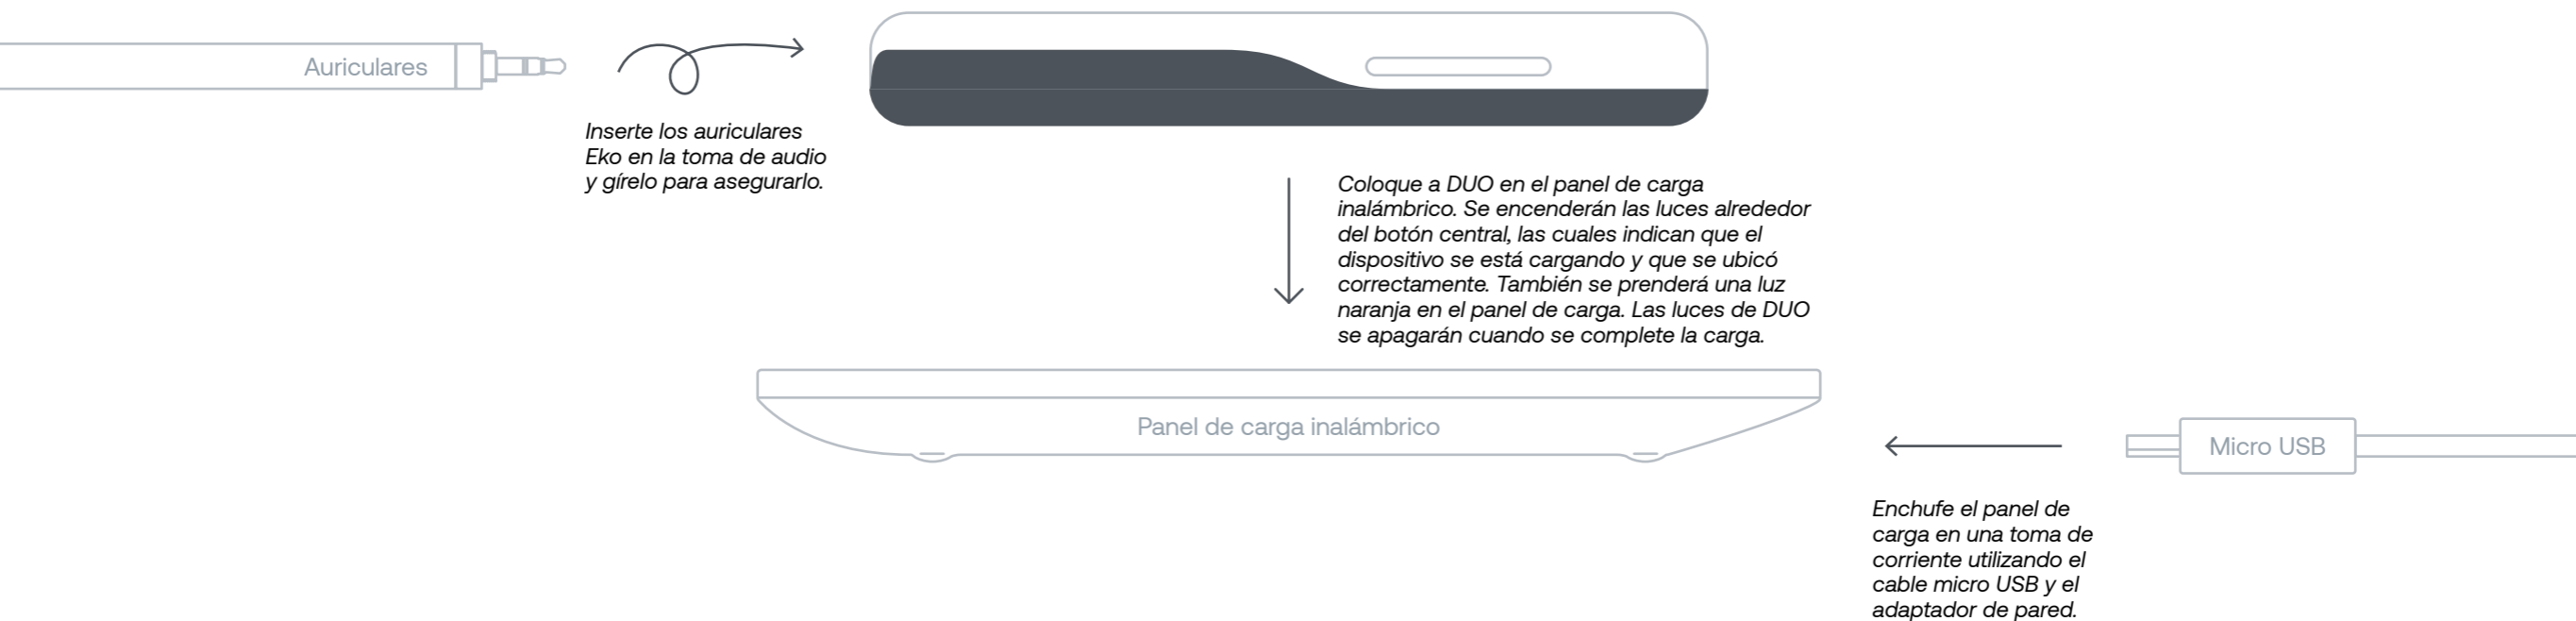 Auriculares
Inserte los auriculares
Eko en la toma de audio
y gírelo para asegurarlo.
Coloque a DUO en el panel de carga
inalámbrico. Se encenderán las luces alrededor
del botón central, las cuales indican que el
dispositivo se está cargando y que se ubicó
correctamente. También se prenderá una luz
naranja en el panel de carga. Las luces de DUO
se apagarán cuando se complete la carga.
Panel de carga inalámbrico
Micro USB
Enchufe el panel de
carga en una toma de
corriente utilizando el
cable micro USB y el
adaptador de pared.